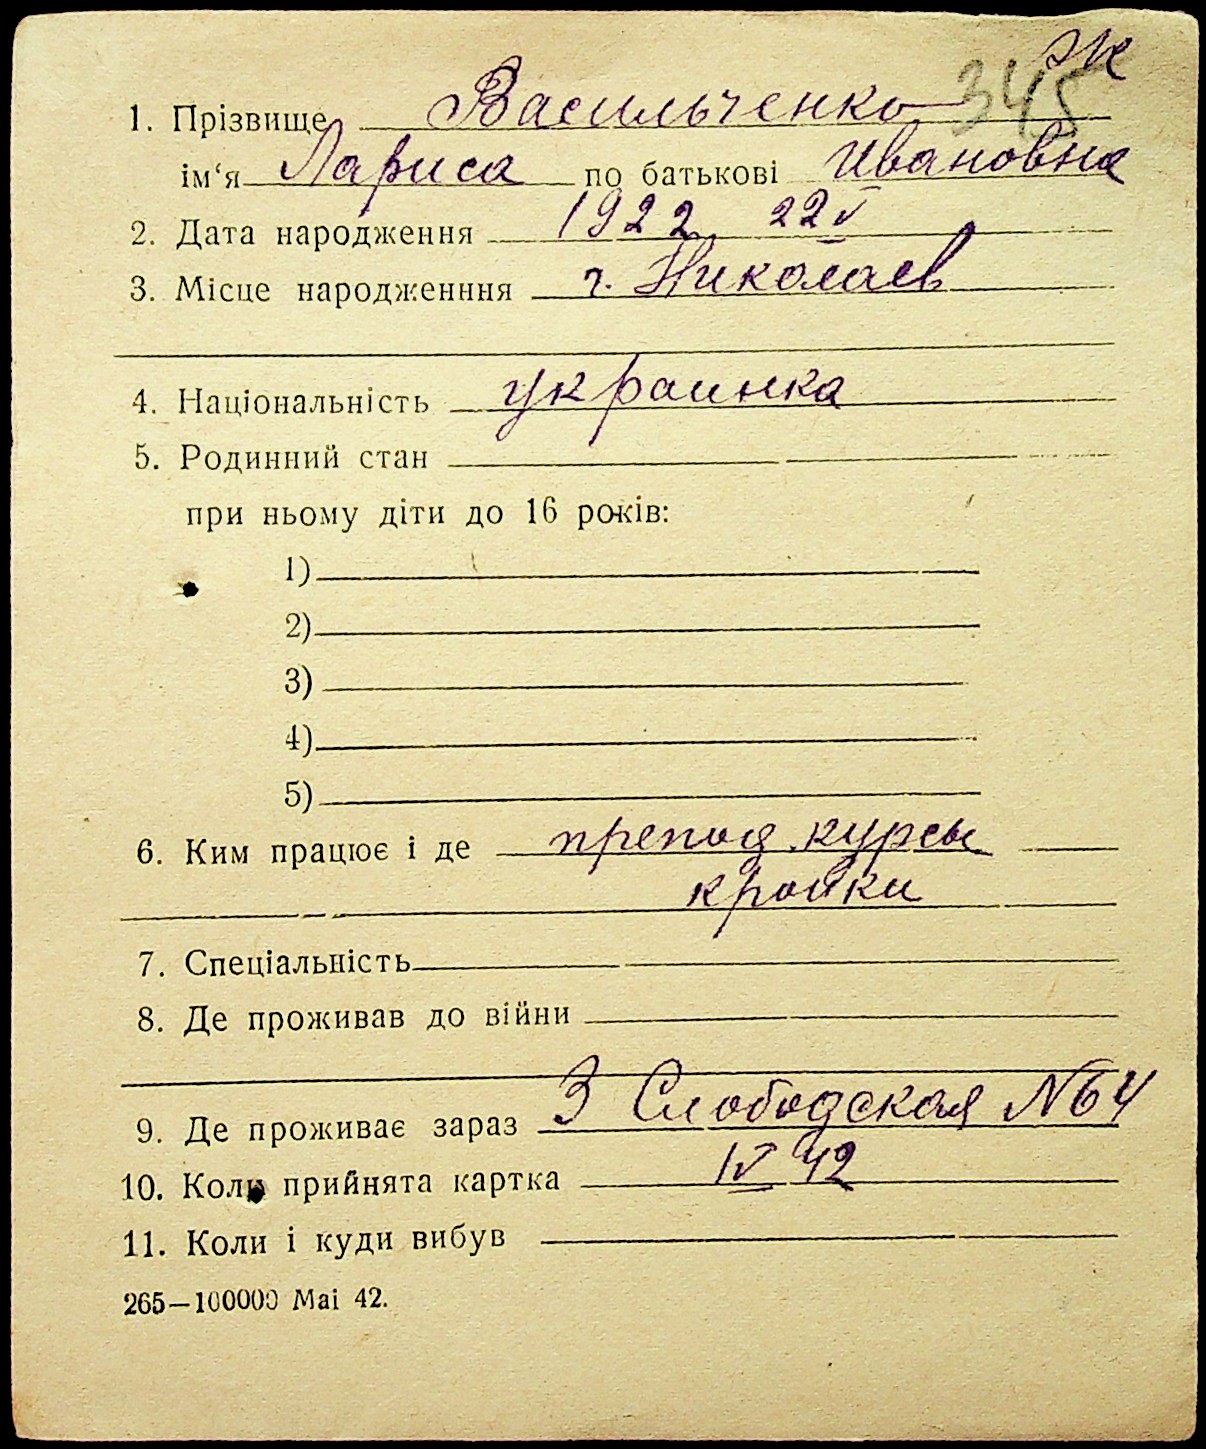 ж
345
1. Прізвище Васильченко
ім‘я Лариса по батькові Ивановна
2. Дата народження 1922 22 V
3. Місце народженння г. Николаев
4. Національність украинка
5. Родинний стан
при ньому діти до 16 років:
1)
2)
3)
4)
5)
6. Ким працює і де препод. курсы
кройки
7. Спеціальність
8. Де проживав до війни
9. Де проживає зараз 3 Слободская №64
10. Коли прийнята картка IV 42
11. Коли і куди вибув
265—100000 Маі 42.